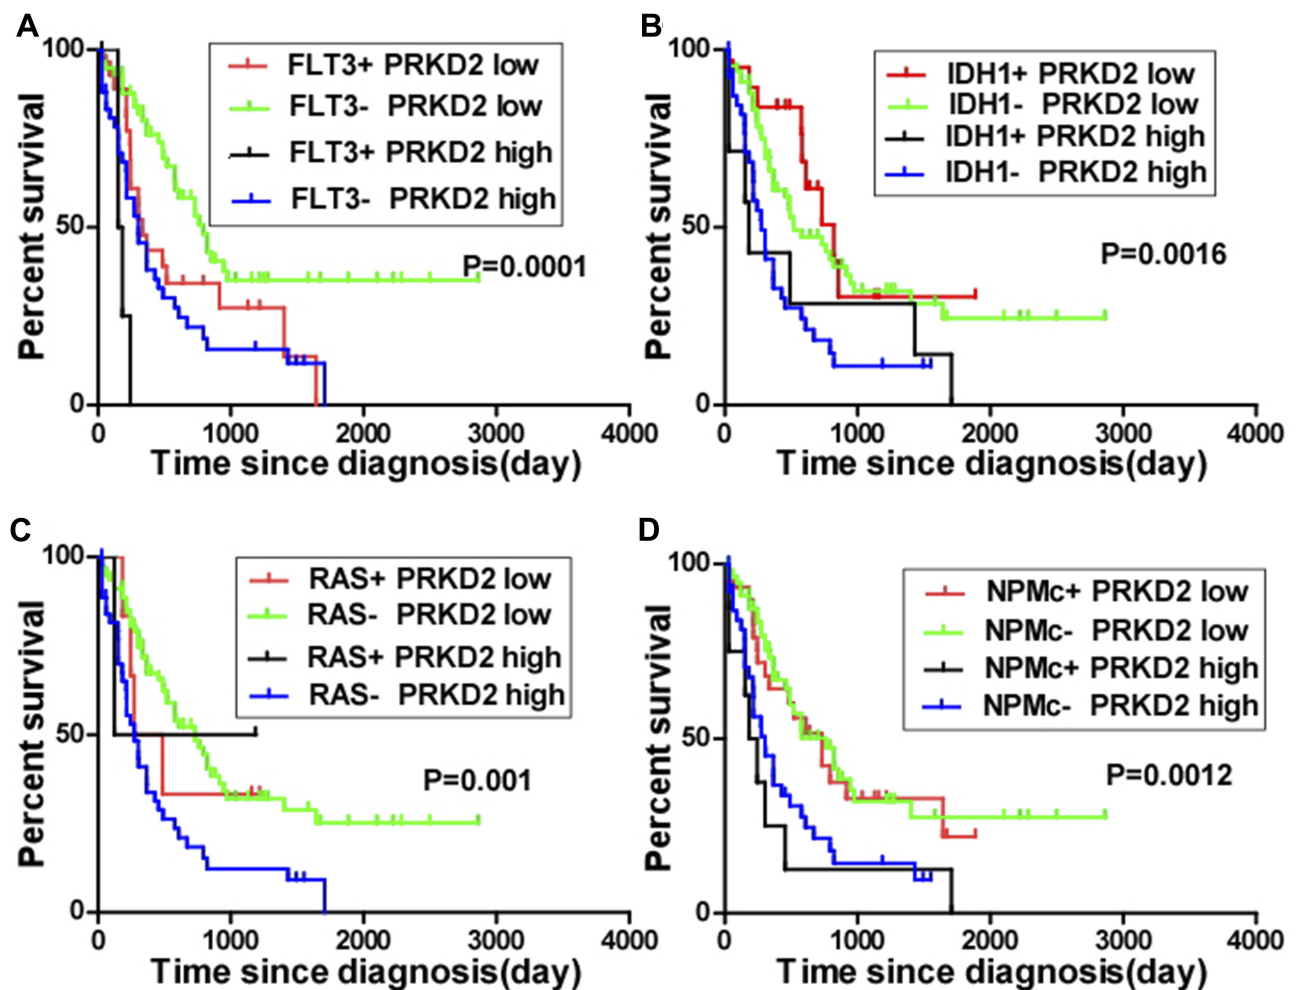 A
FLT3+ PRKD2 low
FLT3- PRKD2 low
FLT3+ PRKD2 high
FLT3- PRKD2 high
P=0.0001
Percent survival
100
50
0
0 1000 2000 3000 4000
Time since diagnosis(day)
B
IDH1+ PRKD2 low
IDH1- PRKD2 low
IDH1+ PRKD2 high
IDH1- PRKD2 high
P=0.0016
Percent survival
100
50
0
0 1000 2000 3000 4000
Time since diagnosis(day)
C
RAS+ PRKD2 low
RAS- PRKD2 low
RAS+ PRKD2 high
RAS- PRKD2 high
P=0.001
Percent survival
100
50
0
0 1000 2000 3000 4000
Time since diagnosis(day)
D
NPMc+ PRKD2 low
NPMc- PRKD2 low
NPMc+ PRKD2 high
NPMc- PRKD2 high
P=0.0012
Percent survival
100
50
0
0 1000 2000 3000 4000
Time since diagnosis(day)